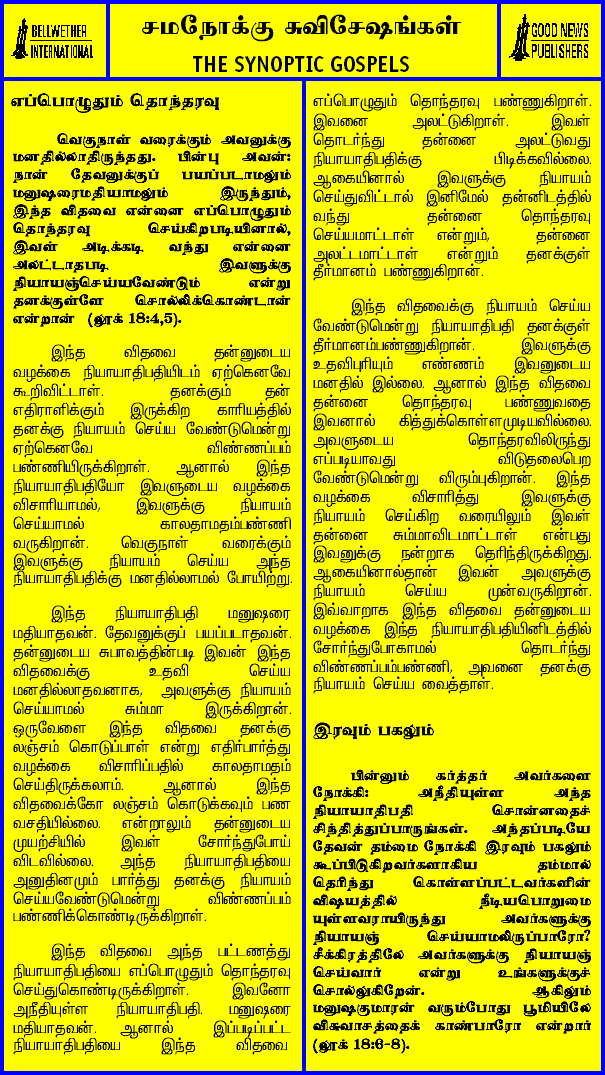 BELLWETHER
INTERNATIONAL
சமநோக்கு சுவிசேஷங்கள்
THE SYNOPTIC GOSPELS
GOOD NEWS
PUBLISHERS
எப்பொழுதும் தொந்தரவு
வெகுநாள் வரைக்கும் அவனுக்கு
மனதில்லாதிருந்தது. பின்பு அவன்:
நான் தேவனுக்குப் பயப்படாமலும்
மனுஷரைமதியாமலும் இருந்தும்,
இந்த விதவை என்னை எப்பொழுதும்
தொந்தரவு செய்கிறபடியினால்,
இவள் அடிக்கடி வந்து என்னை
அலட்டாதபடி இவளுக்கு
நியாயஞ்செய்யவேண்டும் என்று
தனக்குள்ளே சொல்லிக்கொண்டான்
என்றான் (லூக் 18:4,5).
இந்த விதவை தன்னுடைய
வழக்கை நியாயாதிபதியிடம் ஏற்கெனவே
கூறிவிட்டாள். தனக்கும் தன்
எதிராளிக்கும் இருக்கிற காரியத்தில்
தனக்கு நியாயம் செய்ய வேண்டுமென்று
ஏற்கெனவே விண்ணப்பம்
பண்ணியிருக்கிறாள். ஆனால் இந்த
நியாயாதிபதியோ இவளுடைய வழக்கை
விசாரியாமல், இவளுக்கு நியாயம்
செய்யாமல் காலதாமதம்பண்ணி
வருகிறான். வெகுநாள் வரைக்கும்
இவளுக்கு நியாயம் செய்ய அந்த
நியாயாதிபதிக்கு மனதில்லாமல் போயிற்று.
இந்த நியாயாதிபதி மனுஷரை
மதியாதவன். தேவனுக்குப் பயப்படாதவன்.
தன்னுடைய சுபாவத்தின்படி இவன் இந்த
விதவைக்கு உதவி செய்ய
மனதில்லாதவனாக, அவளுக்கு நியாயம்
செய்யாமல் சும்மா இருக்கிறான்.
ஒருவேளை இந்த விதவை தனக்கு
லஞ்சம் கொடுப்பாள் என்று எதிர்பார்த்து
வழக்கை விசாரிப்பதில் காலதாமதம்
செய்திருக்கலாம். ஆனால் இந்த
விதவைக்கோ லஞ்சம் கொடுக்கவும் பண
வசதியில்லை. என்றாலும் தன்னுடைய
முயற்சியில் இவள் சோர்ந்துபோய்
விடவில்லை. அந்த நியாயாதிபதியை
அனுதினமும் பார்த்து தனக்கு நியாயம்
செய்யவேண்டுமென்று விண்ணப்பம்
பண்ணிக்கொண்டிருக்கிறாள்.
இந்த விதவை அந்த பட்டணத்து
நியாயாதிபதியை எப்பொழுதும் தொந்தரவு
செய்துகொண்டிருக்கிறாள். இவனோ
அநீதியுள்ள நியாயாதிபதி. மனுஷரை
மதியாதவன். ஆனால் இப்படிப்பட்ட
நியாயாதிபதியை இந்த விதவை
எப்பொழுதும் தொந்தரவு பண்ணுகிறாள்.
இவனை அலட்டுகிறாள். இவள்
தொடர்ந்து தன்னை அலட்டுவது
நியாயாதிபதிக்கு பிடிக்கவில்லை.
ஆகையினால் இவளுக்கு நியாயம்
செய்துவிட்டால் இனிமேல் தன்னிடத்தில்
வந்து தன்னை தொந்தரவு
செய்யமாட்டாள் என்றும், தன்னை
அலட்டமாட்டாள் என்றும் தனக்குள்
தீர்மானம் பண்ணுகிறான்.
இந்த விதவைக்கு நியாயம் செய்ய
வேண்டுமென்று நியாயாதிபதி தனக்குள்
தீர்மானம்பண்ணுகிறான். இவளுக்கு
உதவிபுரியும் எண்ணம் இவனுடைய
மனதில் இல்லை. ஆனால் இந்த விதவை
தன்னை தொந்தரவு பண்ணுவதை
இவனால் சகித்துக்கொள்ளமுடியவில்லை.
அவளுடைய தொந்தரவிலிருந்து
எப்படியாவது விடுதலைபெற
வேண்டுமென்று விரும்புகிறான். இந்த
வழக்கை விசாரித்து இவளுக்கு
நியாயம் செய்கிற வரையிலும் இவள்
தன்னை சும்மாவிடமாட்டாள் என்பது
இவனுக்கு நன்றாக தெரிந்திருக்கிறது.
ஆகையினால்தான் இவன் அவளுக்கு
நியாயம் செய்ய முன்வருகிறான்.
இவ்வாறாக இந்த விதவை தன்னுடைய
வழக்கை இந்த நியாயாதிபதியினிடத்தில்
சோர்ந்துபோகாமல் தொடர்ந்து
விண்ணப்பம்பண்ணி, அவனை தனக்கு
நியாயம் செய்ய வைத்தாள்.
இரவும் பகலும்
பின்னும் கர்த்தர் அவர்களை
நோக்கி: அநீதியுள்ள அந்த
நியாயாதிபதி சொன்னதைச்
சிந்தித்துப்பாருங்கள். அந்தப்படியே
தேவன் தம்மை நோக்கி இரவும் பகலும்
கூப்பிடுகிறவர்களாகிய தம்மால்
தெரிந்து கொள்ளப்பட்டவர்களின்
விஷயத்தில் நீடியபொறுமை
யுள்ளவராயிருந்து அவர்களுக்கு
நியாயஞ் செய்யாமலிருப்பாரோ?
சீக்கிரத்திலே அவர்களுக்கு நியாயஞ்
செய்வார் என்று உங்களுக்குச்
சொல்லுகிறேன். ஆகிலும்
மனுஷகுமாரன் வரும்போது பூமியிலே
விசுவாசத்தைக் காண்பாரோ என்றார்
(லூக் 18:6-8).